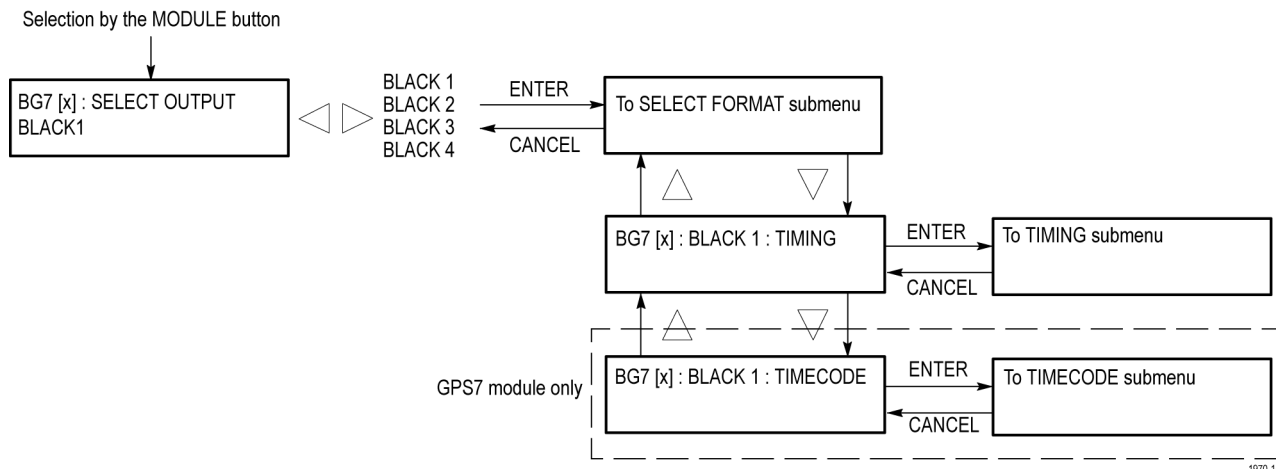 Selection by the MODULE button
BG7 [x] : SELECT OUTPUT
BLACK1
BLACK 1
BLACK 2
BLACK 3
BLACK 4
ENTER
CANCEL
To SELECT FORMAT submenu
BG7 [x] : BLACK 1 : TIMING
ENTER
CANCEL
To TIMING submenu
GPS7 module only
BG7 [x] : BLACK 1 : TIMECODE
ENTER
CANCEL
To TIMECODE submenu